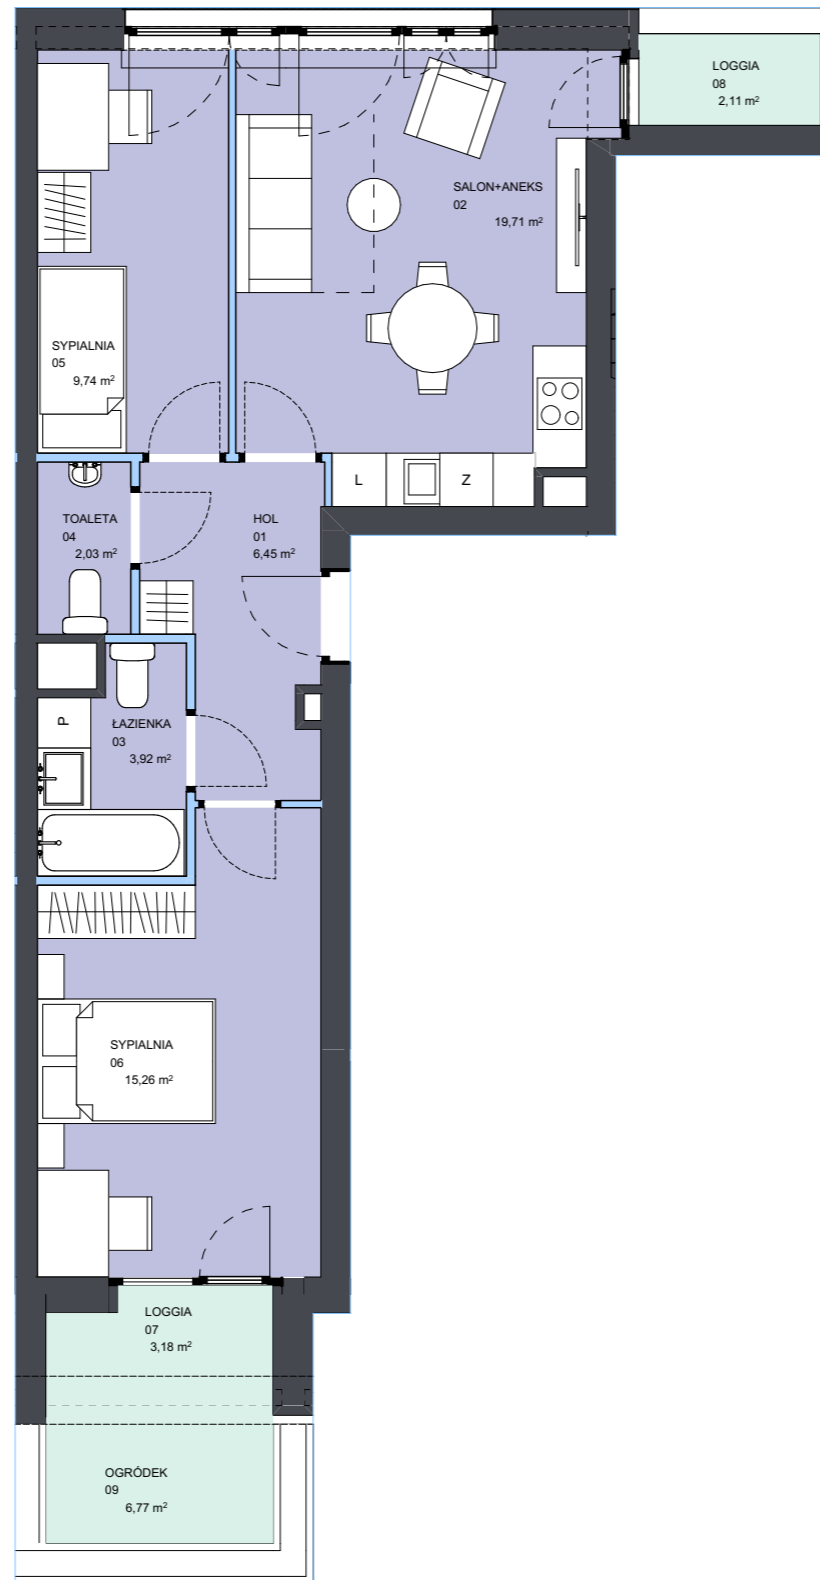 LOGGIA
08
2,11 m²
SALON+ANEKS
02
19,71 m²
SYPIALNIA
05
9,74 m²
L
Z
TOALETA
04
2,03 m²
HOL
01
6,45 m²
P
ŁAZIENKA
03
3,92 m²
SYPIALNIA
06
15,26 m²
LOGGIA
07
3,18 m²
OGRÓDEK
09
6,77 m²